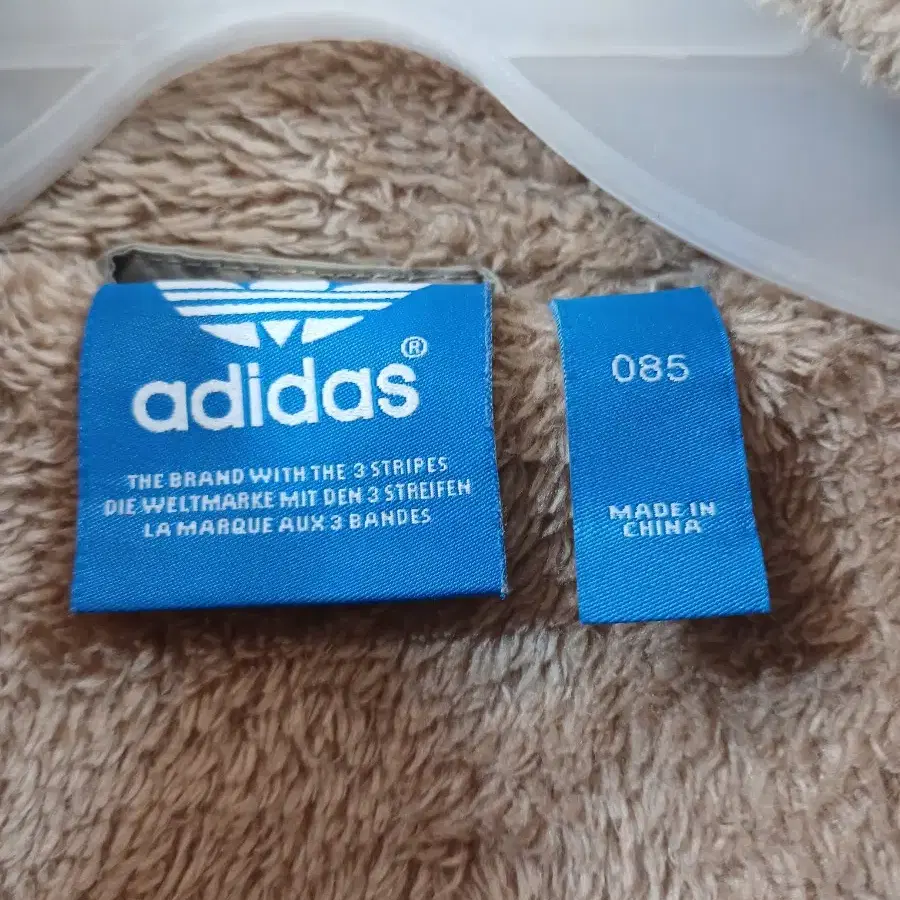 adidas®
THE BRAND WITH THE 3 STRIPES
DIE WELTMARKE MIT DEN 3 STREIFEN
LA MARQUE AUX 3 BANDES
085
MADE IN
CHINA